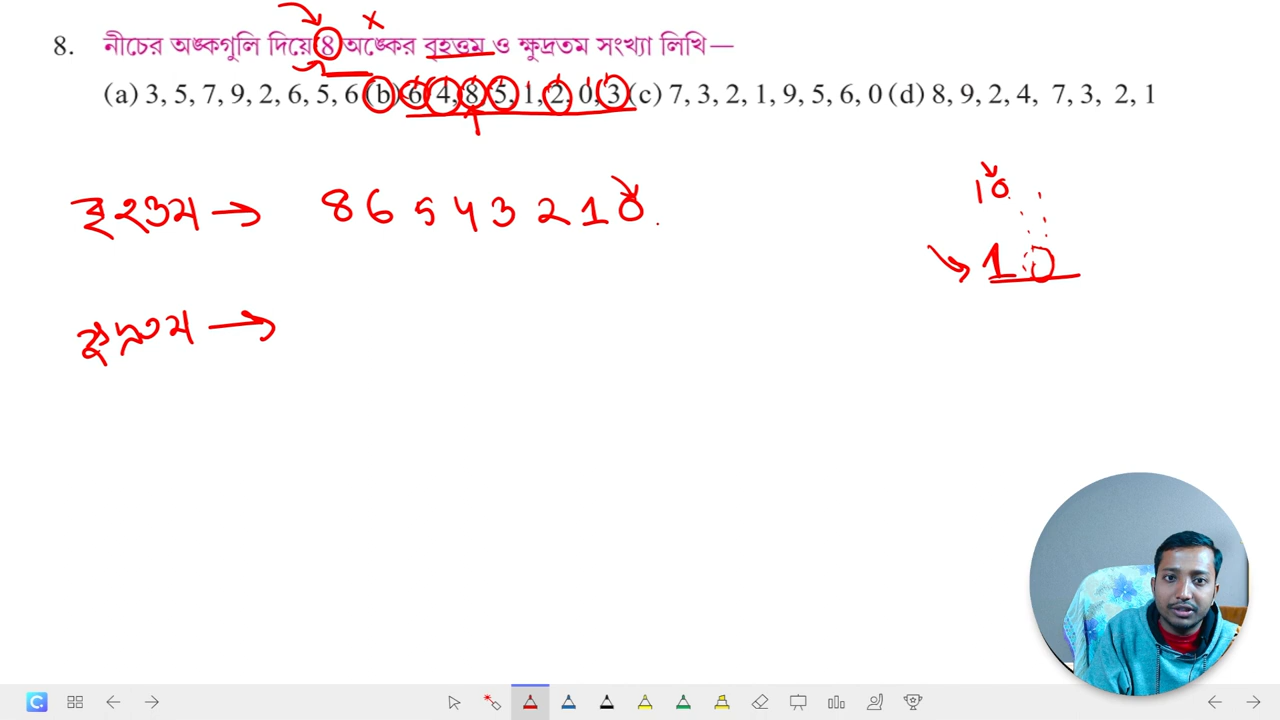 8. নীচের অঙ্কগুলি দিয়ে 8 অঙ্কের বৃহত্তম ও ক্ষুদ্রতম সংখ্যা লিখি—
(a) 3, 5, 7, 9, 2, 6, 5, 6 (b) 6, 4, 8, 5, 1, 2, 0, 3 (c) 7, 3, 2, 1, 9, 5, 6, 0 (d) 8, 9, 2, 4, 7, 3, 2, 1
10
বৃহত্তম → 8 6 5 4 3 2 1 0
1 0
ক্ষুদ্রতম →